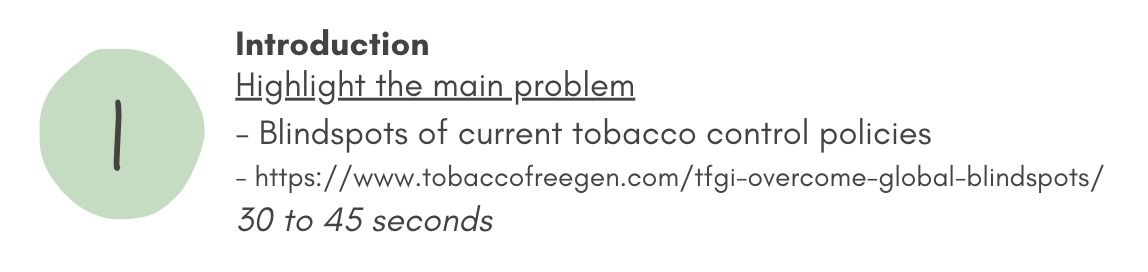 1
Introduction
Highlight the main problem
- Blindspots of current tobacco control policies
- https://www.tobaccofreegen.com/tfgi-overcome-global-blindspots/
30 to 45 seconds